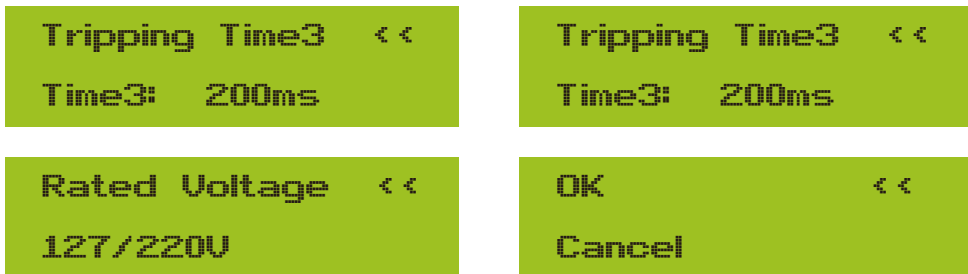 Tripping Time3 <<
Time3: 200ms
Tripping Time3 <<
Time3: 200ms
Rated Voltage <<
127/220V
OK <<
Cancel